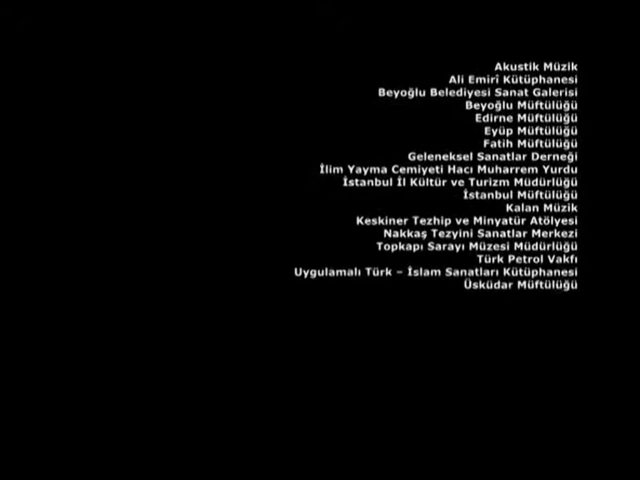 Akustik Müzik
Ali Emirî Kütüphanesi
Beyoğlu Belediyesi Sanat Galerisi
Beyoğlu Müftülüğü
Edirne Müftülüğü
Eyüp Müftülüğü
Fatih Müftülüğü
Geleneksel Sanatlar Derneği
İlim Yayma Cemiyeti Hacı Muharrem Yurdu
İstanbul İl Kültür ve Turizm Müdürlüğü
İstanbul Müftülüğü
Kalan Müzik
Keskiner Tezhip ve Minyatür Atölyesi
Nakkaş Tezyini Sanatlar Merkezi
Topkapı Sarayı Müzesi Müdürlüğü
Türk Petrol Vakfı
Uygulamalı Türk – İslam Sanatları Kütüphanesi
Üsküdar Müftülüğü